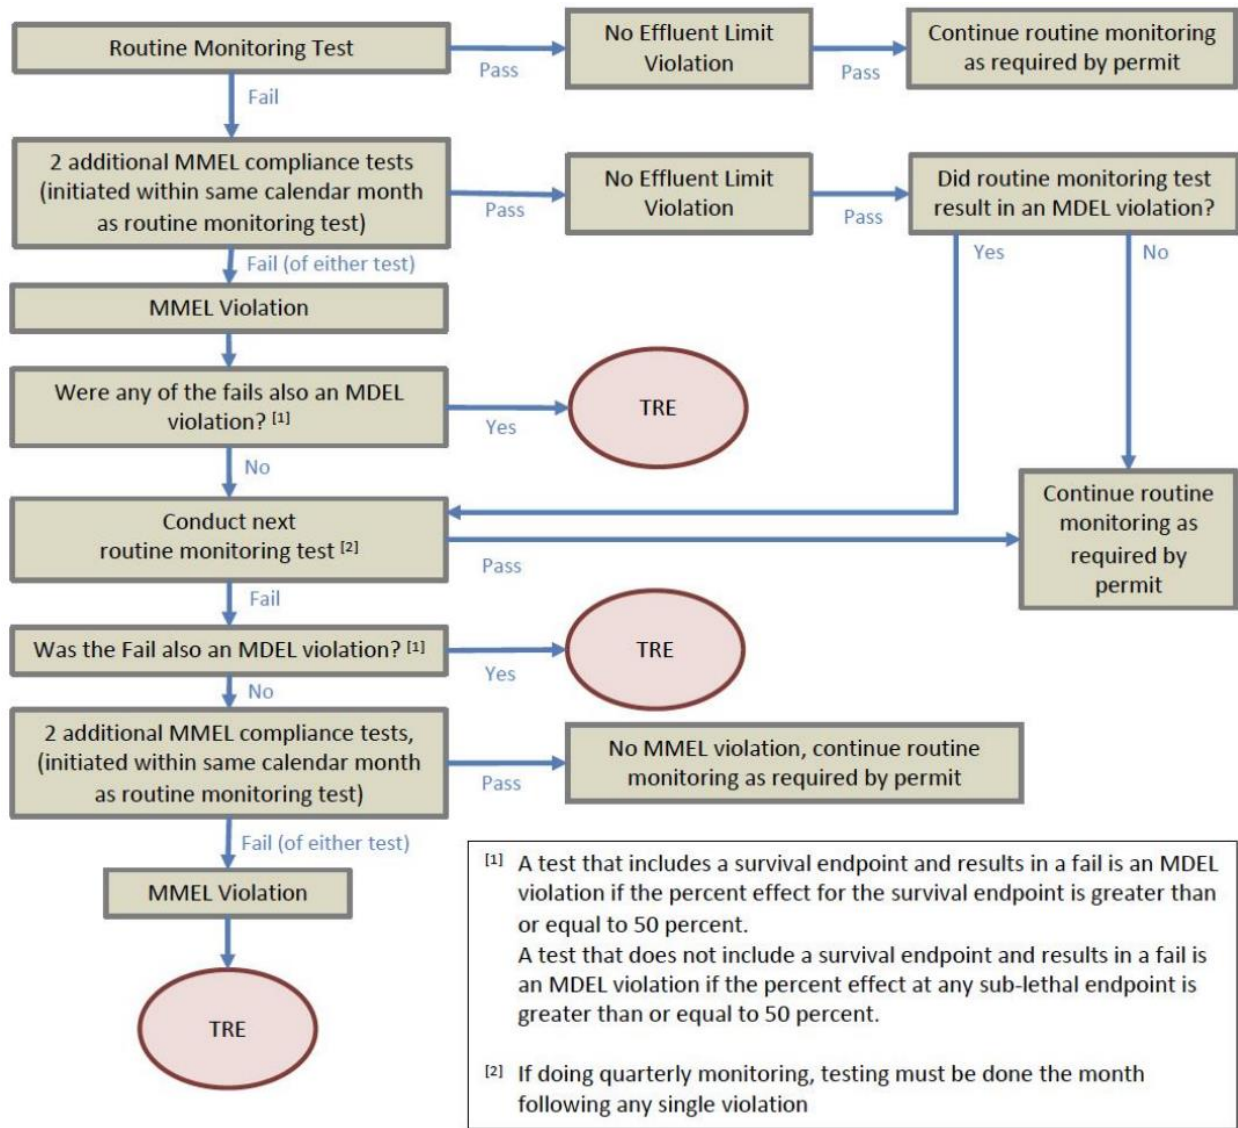 Routine Monitoring Test
Pass
No Effluent Limit
Violation
Pass
Continue routine monitoring
as required by permit
Fail
2 additional MMEL compliance tests
(initiated within same calendar month
as routine monitoring test)
Pass
No Effluent Limit
Violation
Pass
Did routine monitoring test
result in an MDEL violation?
Yes
No
Fail (of either test)
MMEL Violation
Were any of the fails also an MDEL
violation? [1]
Yes
TRE
No
Conduct next
routine monitoring test [2]
Pass
Continue routine
monitoring as
required by
permit
Fail
Was the Fail also an MDEL violation? [1]
Yes
TRE
No
2 additional MMEL compliance tests,
(initiated within same calendar month
as routine monitoring test)
Pass
No MMEL violation, continue routine
monitoring as required by permit
Fail (of either test)
MMEL Violation
TRE
[1] A test that includes a survival endpoint and results in a fail is an MDEL
violation if the percent effect for the survival endpoint is greater than
or equal to 50 percent.
A test that does not include a survival endpoint and results in a fail is
an MDEL violation if the percent effect at any sub-lethal endpoint is
greater than or equal to 50 percent.
[2] If doing quarterly monitoring, testing must be done the month
following any single violation